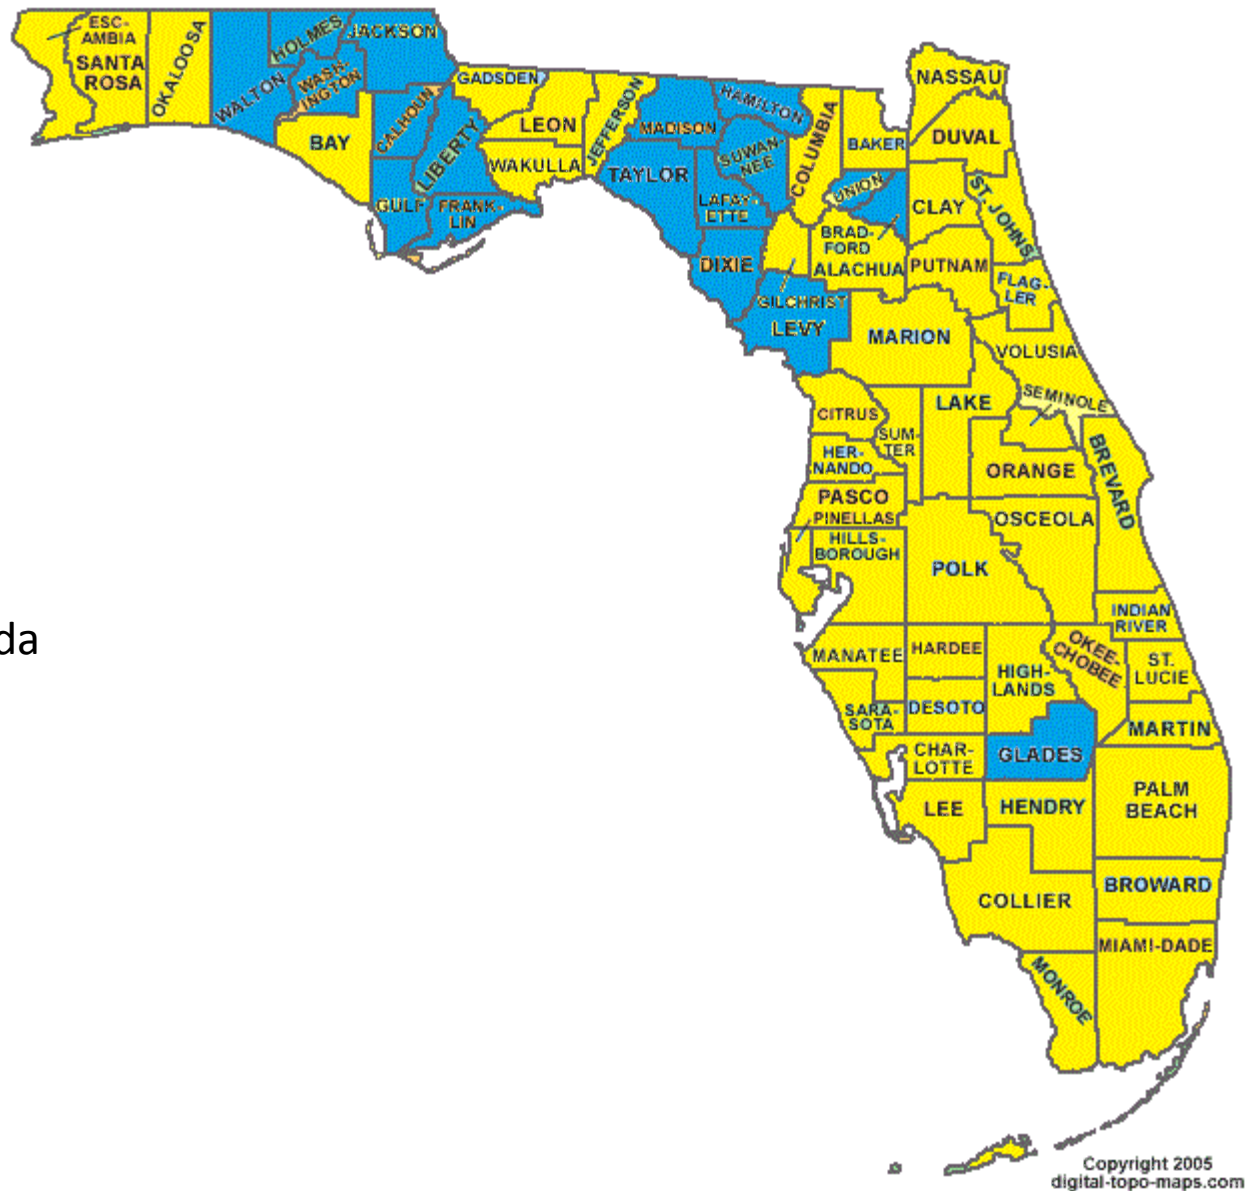 ESC-
AMBIA
SANTA
ROSA
OKALOOSA
WALTON
HOLMES
WASH-
INGTON
JACKSON
BAY
CALHOUN
GULF
LIBERTY
FRANK-
LIN
GADSDEN
LEON
WAKULLA
JEFFERSON
MADISON
TAYLOR
HAMILTON
SUWAN-
NEE
LAFAY-
ETTE
DIXIE
COLUMBIA
BAKER
UNION
BRAD-
FORD
ALACHUA
GILCHRIST
LEVY
NASSAU
DUVAL
CLAY
ST. JOHNS
PUTNAM
FLAG-
LER
MARION
VOLUSIA
CITRUS
SUM-
TER
LAKE
SEMINOLE
HER-
NANDO
ORANGE
BREVARD
PASCO
PINELLAS
HILLS-
BOROUGH
POLK
OSCEOLA
INDIAN
RIVER
da
MANATEE
HARDEE
HIGH-
LANDS
OKEE-
CHOBEE
ST.
LUCIE
SARA-
SOTA
DESOTO
MARTIN
CHAR-
LOTTE
GLADES
LEE
HENDRY
PALM
BEACH
COLLIER
BROWARD
MIAMI-DADE
MONROE
Copyright 2005
digital-topo-maps.com